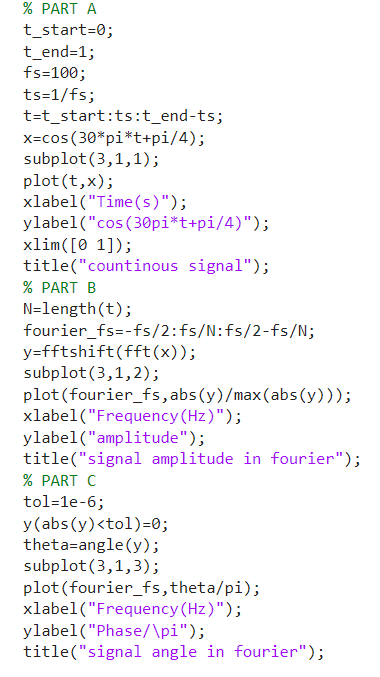 % PART A
t_start=0;
t_end=1;
fs=100;
ts=1/fs;
t=t_start:ts:t_end-ts;
x=cos(30*pi*t+pi/4);
subplot(3,1,1);
plot(t,x);
xlabel("Time(s)");
ylabel("cos(30pi*t+pi/4)");
xlim([0 1]);
title("countinous signal");
% PART B
N=length(t);
fourier_fs=-fs/2:fs/N:fs/2-fs/N;
y=fftshift(fft(x));
subplot(3,1,2);
plot(fourier_fs,abs(y)/max(abs(y)));
xlabel("Frequency(Hz)");
ylabel("amplitude");
title("signal amplitude in fourier");
% PART C
tol=1e-6;
y(abs(y)<tol)=0;
theta=angle(y);
subplot(3,1,3);
plot(fourier_fs,theta/pi);
xlabel("Frequency(Hz)");
ylabel("Phase/\pi");
title("signal angle in fourier");